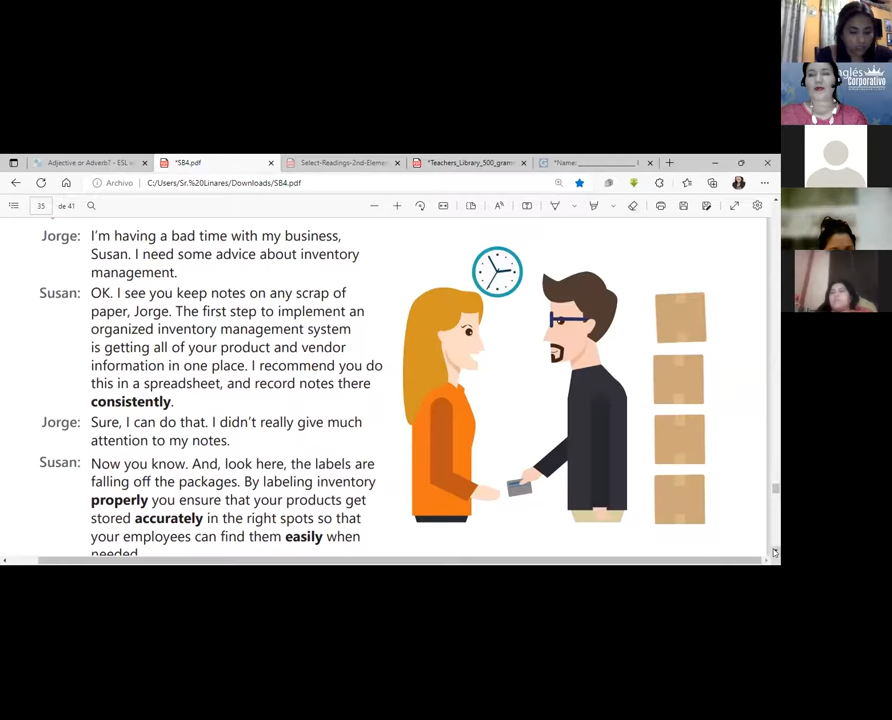 Inglés
Corporativo
Adjective or Adverb? - ESL w
*SB4.pdf
Select-Readings-2nd-Eleme
*Teachers_Library_500_gram
*Name: ____________________ I
Archivo
C:/Users/Sr.%20Linares/Downloads/SB4.pdf
35
de 41
Jorge: I'm having a bad time with my business,
Susan. I need some advice about inventory
management.
Susan: OK. I see you keep notes on any scrap of
paper, Jorge. The first step to implement an
organized inventory management system
is getting all of your product and vendor
information in one place. I recommend you do
this in a spreadsheet, and record notes there
consistently.
Jorge: Sure, I can do that. I didn't really give much
attention to my notes.
Susan: Now you know. And, look here, the labels are
falling off the packages. By labeling inventory
properly you ensure that your products get
stored accurately in the right spots so that
your employees can find them easily when
needed.